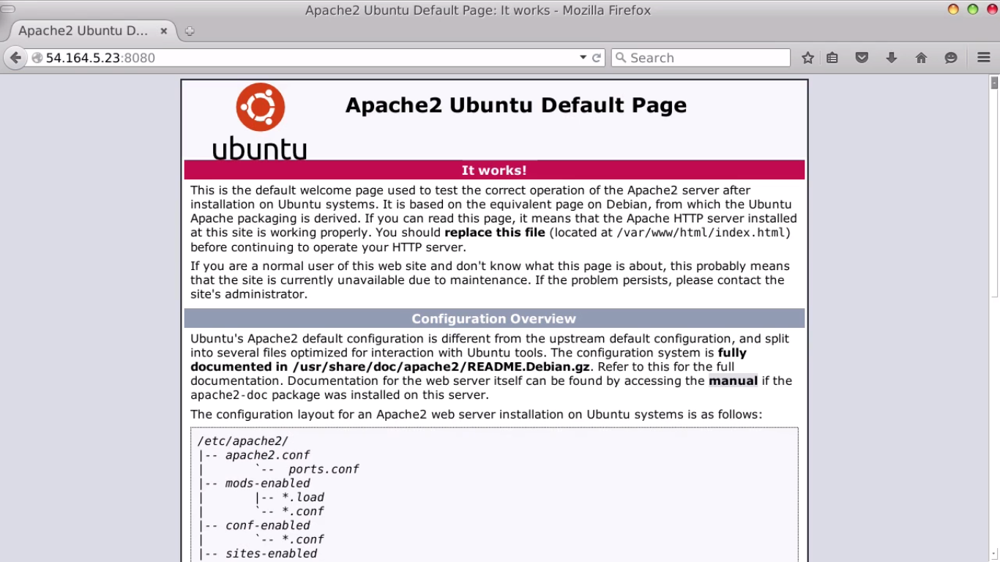 Apache2 Ubuntu Default Page: It works - Mozilla Firefox
Apache2 Ubuntu D... ×
54.164.5.23:8080
Search
Apache2 Ubuntu Default Page
ubuntu
It works!
This is the default welcome page used to test the correct operation of the Apache2 server after
installation on Ubuntu systems. It is based on the equivalent page on Debian, from which the Ubuntu
Apache packaging is derived. If you can read this page, it means that the Apache HTTP server installed
at this site is working properly. You should replace this file (located at /var/www/html/index.html)
before continuing to operate your HTTP server.
If you are a normal user of this web site and don't know what this page is about, this probably means
that the site is currently unavailable due to maintenance. If the problem persists, please contact the
site's administrator.
Configuration Overview
Ubuntu's Apache2 default configuration is different from the upstream default configuration, and split
into several files optimized for interaction with Ubuntu tools. The configuration system is fully
documented in /usr/share/doc/apache2/README.Debian.gz. Refer to this for the full
documentation. Documentation for the web server itself can be found by accessing the manual if the
apache2-doc package was installed on this server.
The configuration layout for an Apache2 web server installation on Ubuntu systems is as follows:
/etc/apache2/
|-- apache2.conf
|       `--  ports.conf
|-- mods-enabled
|       |-- *.load
|       `-- *.conf
|-- conf-enabled
|       `-- *.conf
|-- sites-enabled